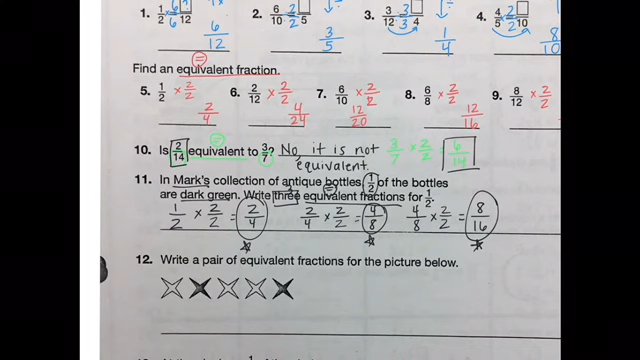 1. 1/2 × 6/6 □/12 2. 6/10 ÷ 2/2 □/5 3. 3/12 ÷ 3/3 □/4 4. 4/5 × 2/2 □/10
6/12 3/5 1/4 8/10
Find an equivalent fraction.
5. 1/2 × 2/2 6. 2/12 × 2/2 7. 6/10 × 2/2 8. 6/8 × 2/2 9. 8/12 × 2/2
2/4 4/24 12/20 12/16
10. Is 2/14 equivalent to 3/7? No, it is not equivalent. 3/7 × 2/2 = 6/14
11. In Mark's collection of antique bottles, 1/2 of the bottles
are dark green. Write three equivalent fractions for 1/2.
1/2 × 2/2 = 2/4 2/4 × 2/2 = 4/8 4/8 × 2/2 = 8/16
12. Write a pair of equivalent fractions for the picture below.